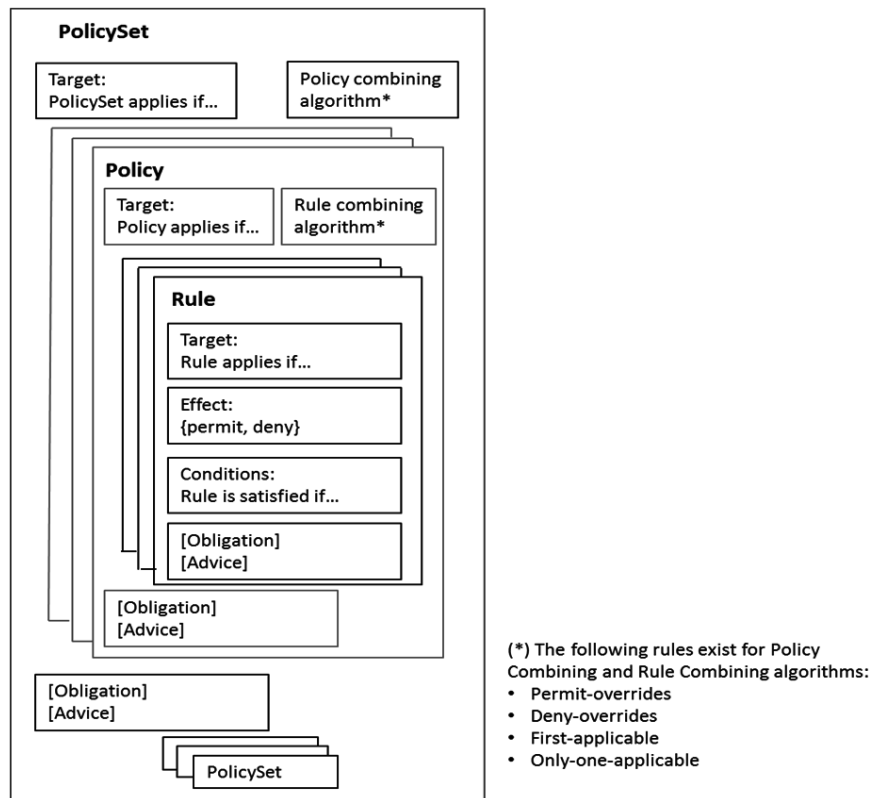 PolicySet
Target:
PolicySet applies if...
Policy combining
algorithm*
Policy
Target:
Policy applies if...
Rule combining
algorithm*
Rule
Target:
Rule applies if...
Effect:
{permit, deny}
Conditions:
Rule is satisfied if...
[Obligation]
[Advice]
[Obligation]
[Advice]
[Obligation]
[Advice]
PolicySet
(*) The following rules exist for Policy
Combining and Rule Combining algorithms:
• Permit-overrides
• Deny-overrides
• First-applicable
• Only-one-applicable